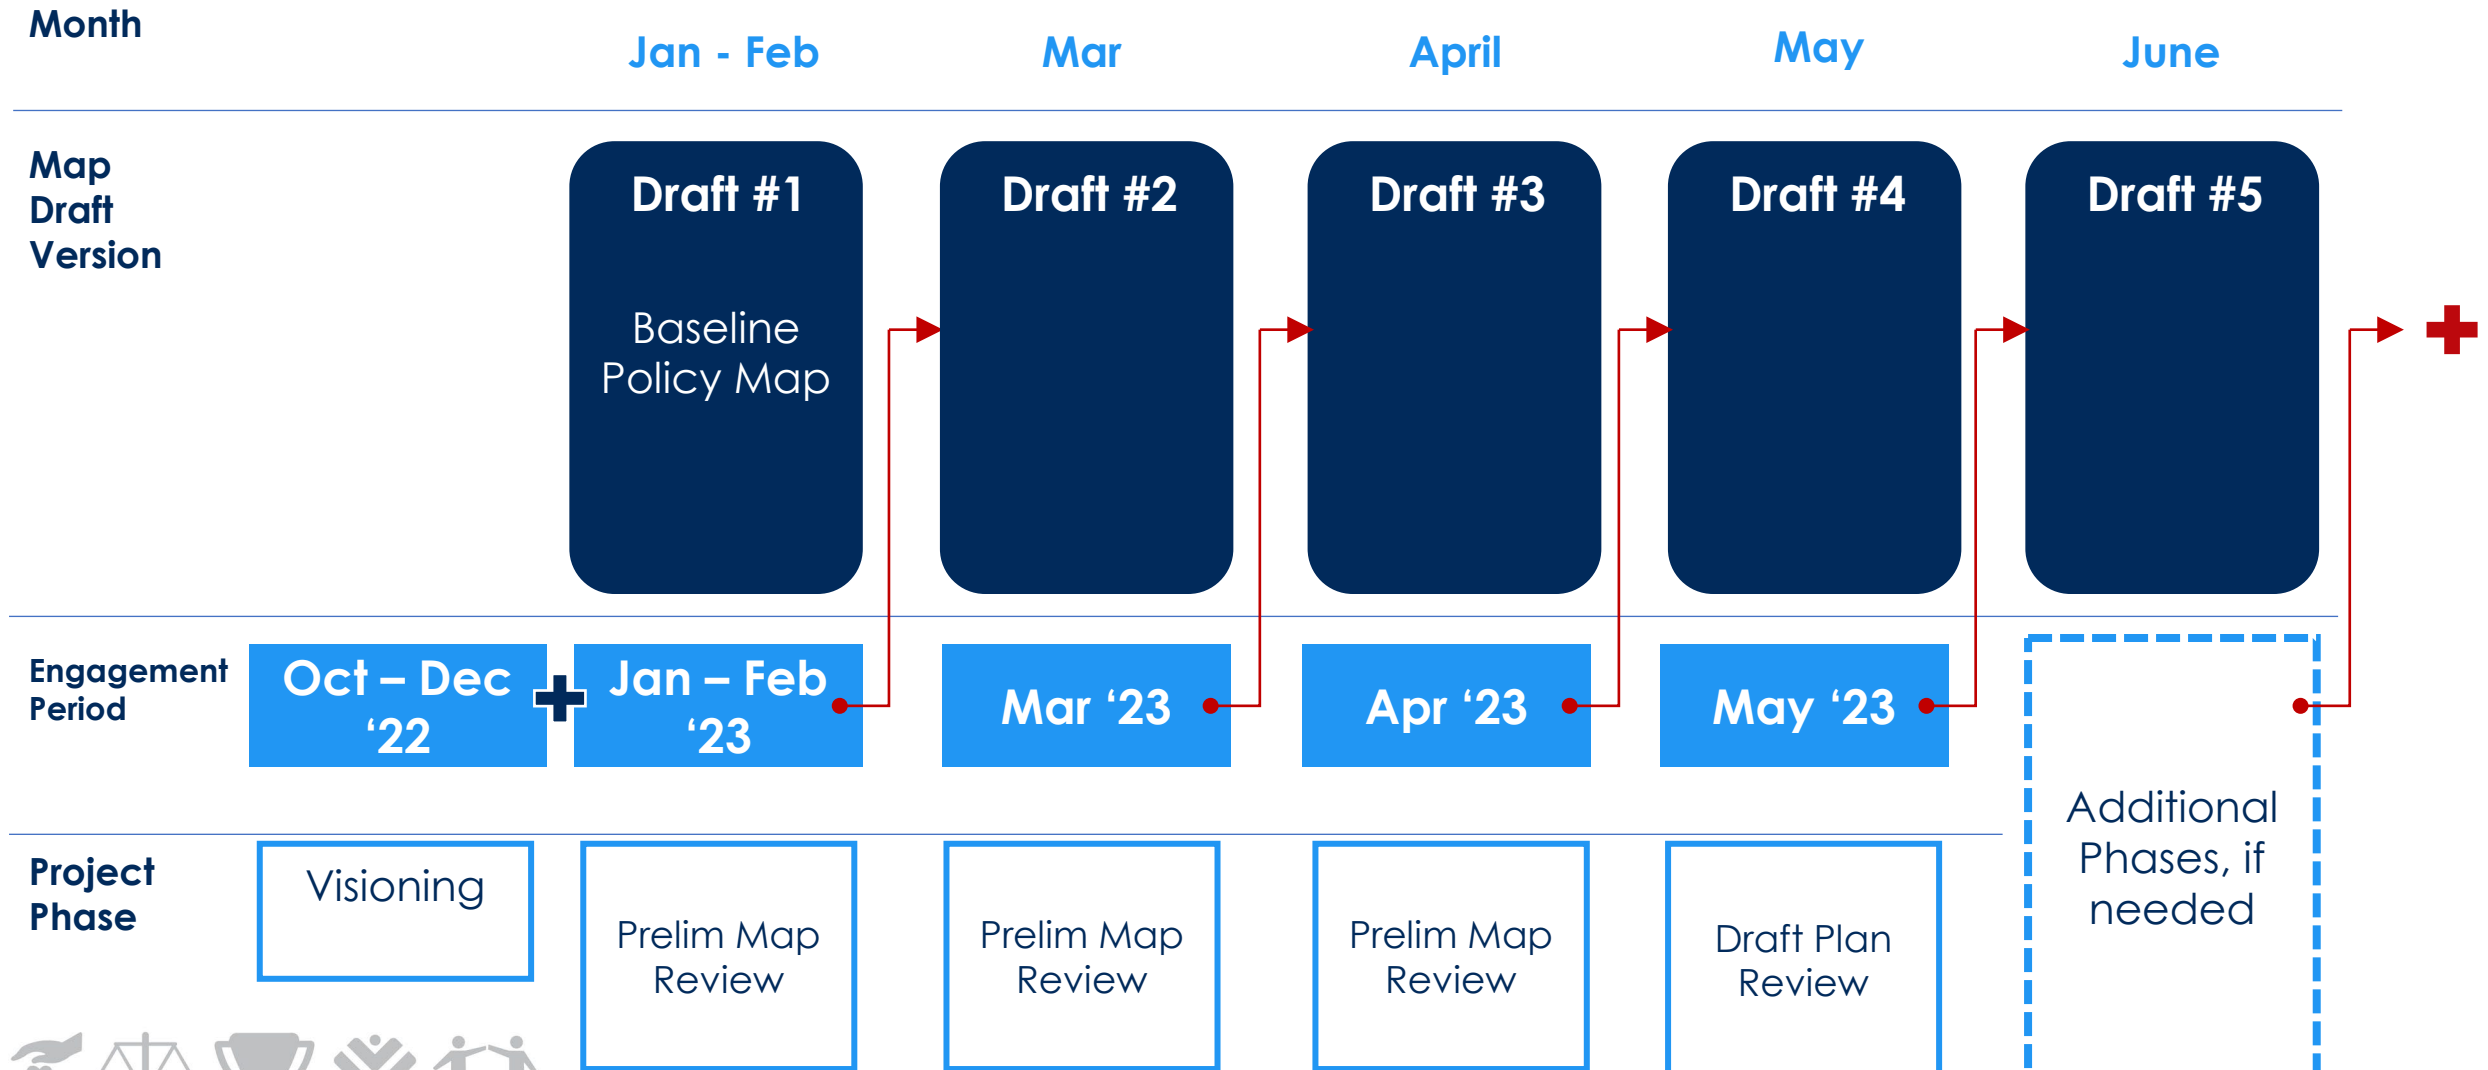 Month
Jan - Feb
Mar
April
May
June
Map
Draft
Version
Draft #1
Baseline
Policy Map
Draft #2
Draft #3
Draft #4
Draft #5
Engagement
Period
Oct – Dec
‘22
Jan – Feb
‘23
Mar ‘23
Apr ‘23
May ‘23
Additional
Phases, if
needed
Project
Phase
Visioning
Prelim Map
Review
Prelim Map
Review
Prelim Map
Review
Draft Plan
Review